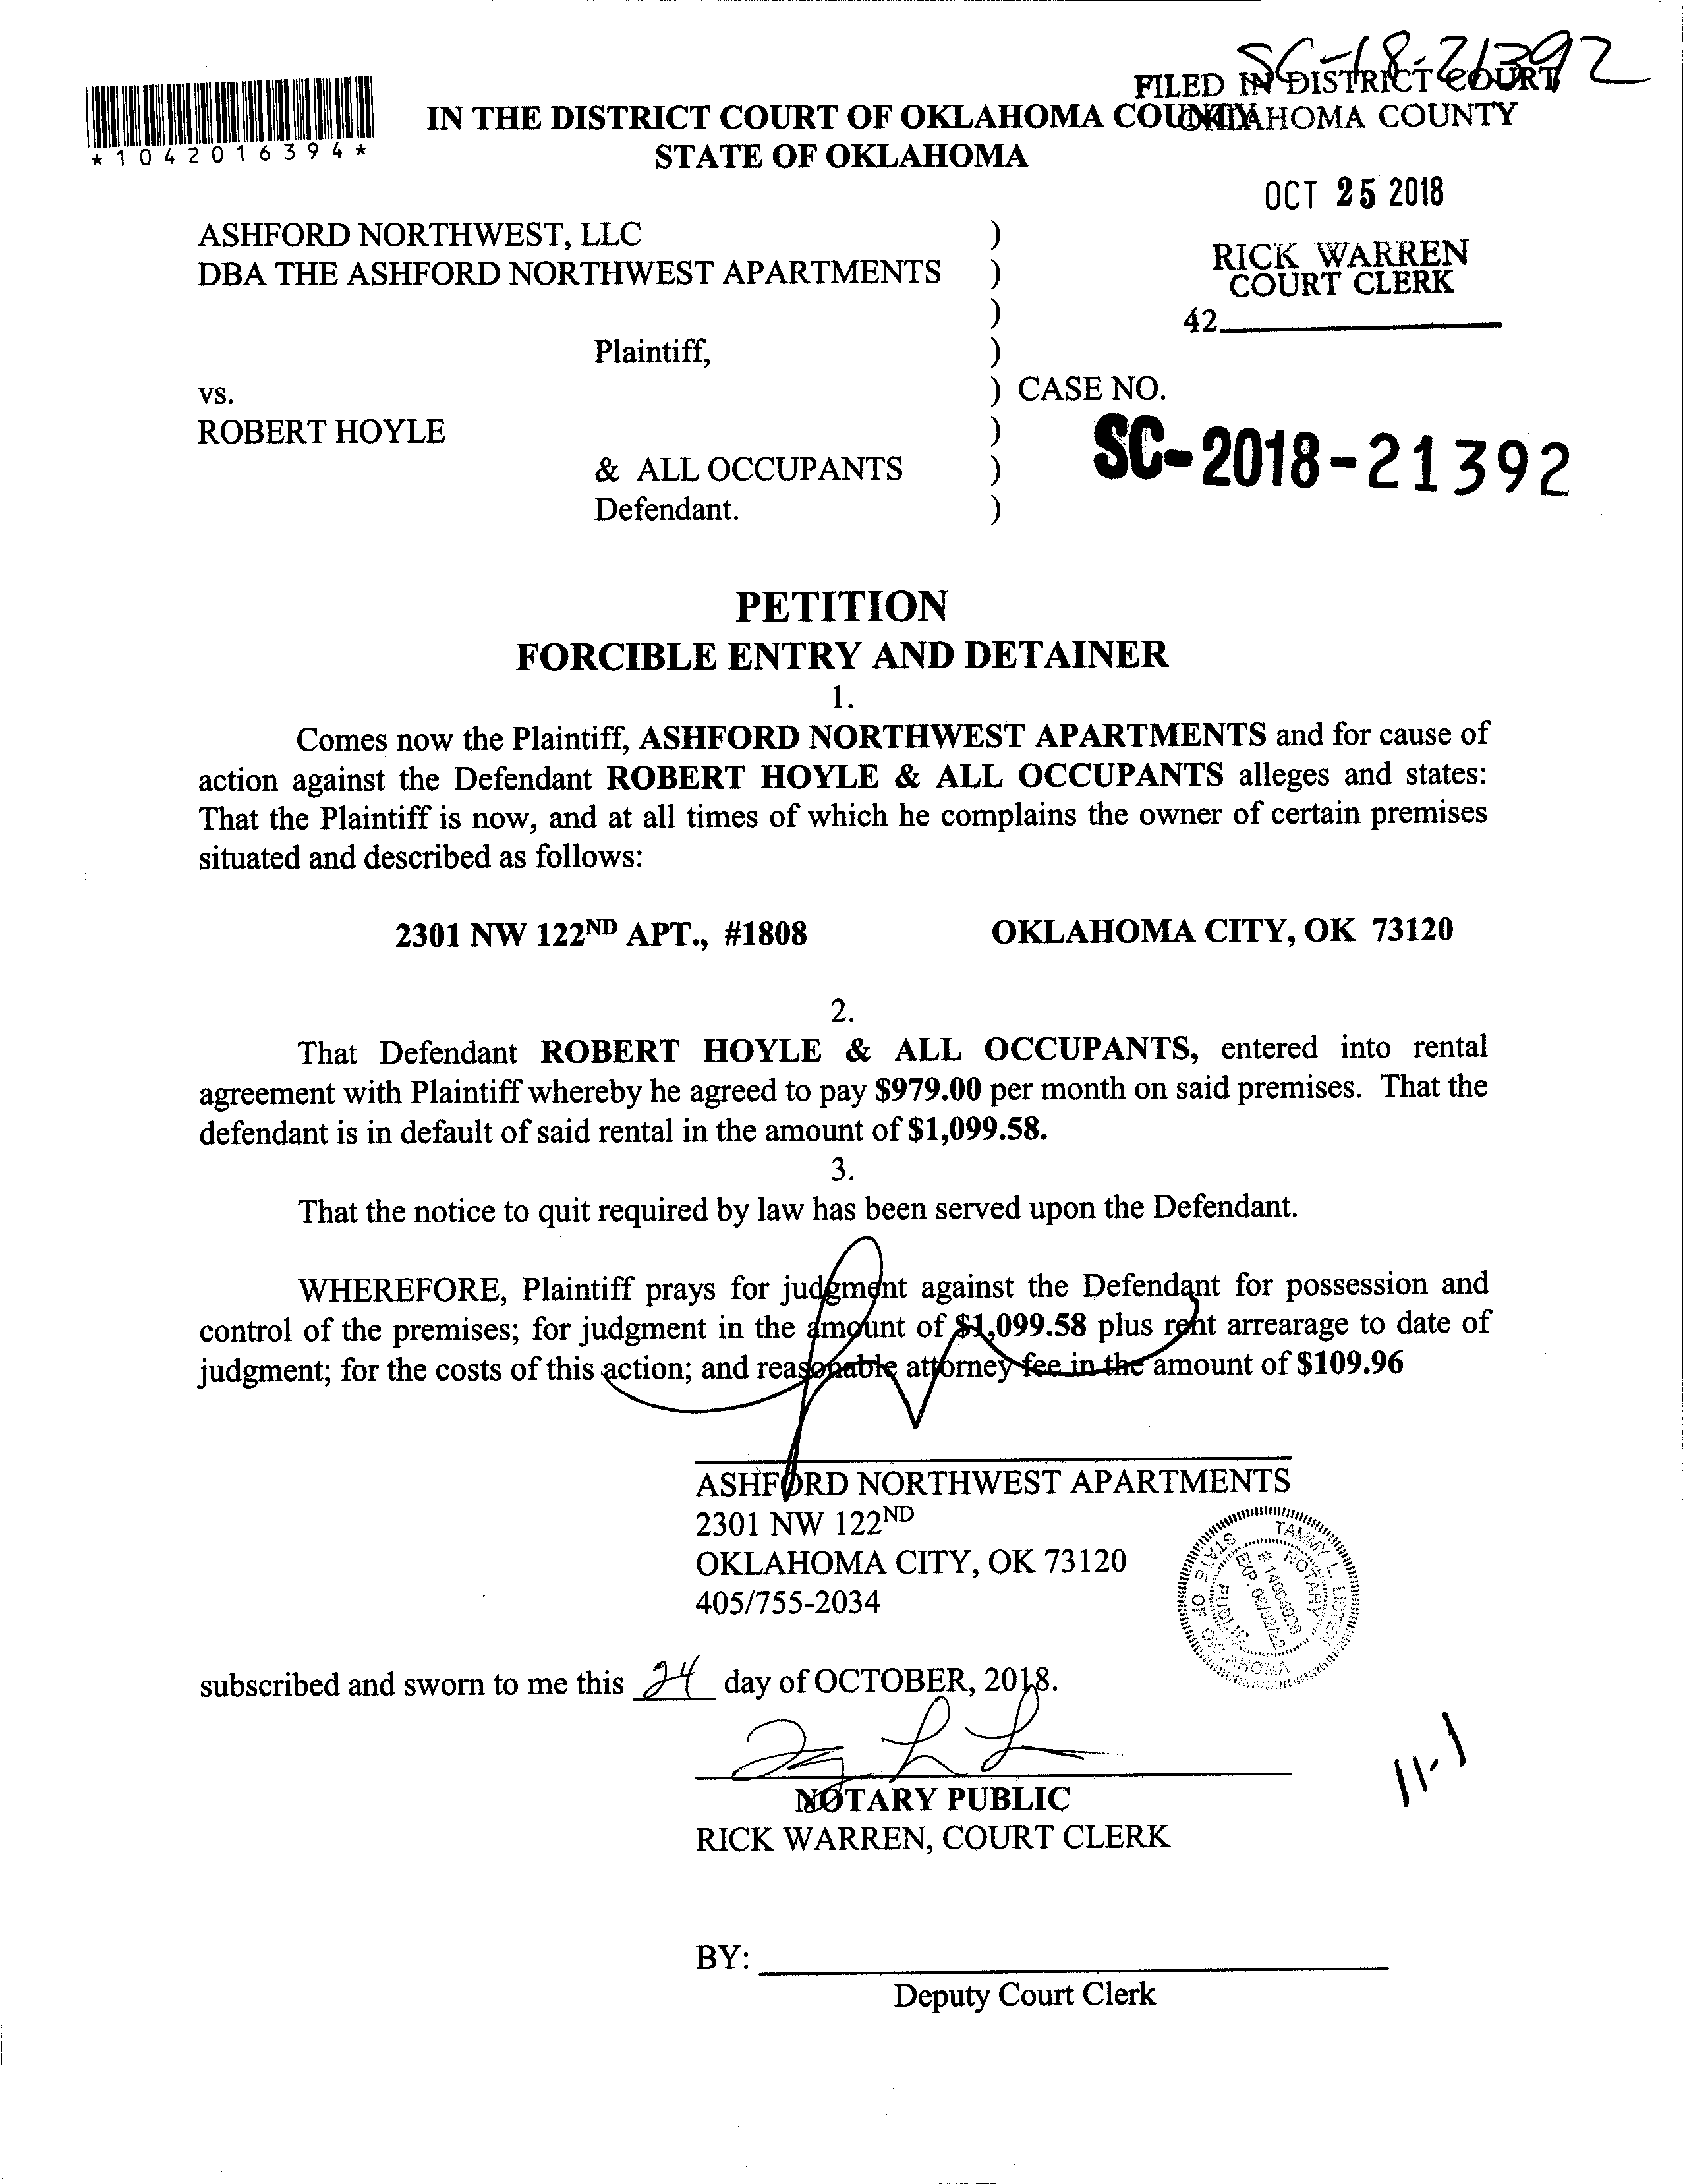 SC-18-21392
FILED IN DISTRICT COURT
OKLAHOMA COUNTY
*1042016394*
IN THE DISTRICT COURT OF OKLAHOMA COUNTY
STATE OF OKLAHOMA
OCT 25 2018
RICK WARREN
COURT CLERK
42
ASHFORD NORTHWEST, LLC )
DBA THE ASHFORD NORTHWEST APARTMENTS )
)
Plaintiff, )
vs. ) CASE NO.
ROBERT HOYLE )
SC-2018-21392
& ALL OCCUPANTS )
Defendant. )
PETITION
FORCIBLE ENTRY AND DETAINER
1.
Comes now the Plaintiff, ASHFORD NORTHWEST APARTMENTS and for cause of
action against the Defendant ROBERT HOYLE & ALL OCCUPANTS alleges and states:
That the Plaintiff is now, and at all times of which he complains the owner of certain premises
situated and described as follows:
2301 NW 122ND APT., #1808 OKLAHOMA CITY, OK 73120
2.
That Defendant ROBERT HOYLE & ALL OCCUPANTS, entered into rental
agreement with Plaintiff whereby he agreed to pay $979.00 per month on said premises. That the
defendant is in default of said rental in the amount of $1,099.58.
3.
That the notice to quit required by law has been served upon the Defendant.
WHEREFORE, Plaintiff prays for judgment against the Defendant for possession and
control of the premises; for judgment in the amount of $1,099.58 plus rent arrearage to date of
judgment; for the costs of this action; and reasonable attorney fee in the amount of $109.96
ASHFORD NORTHWEST APARTMENTS
2301 NW 122ND
OKLAHOMA CITY, OK 73120
405/755-2034
TAMMY L. LISTEN
NOTARY
# 14004026
EXP. 06/02/22
PUBLIC
STATE OF OKLAHOMA
subscribed and sworn to me this 24 day of OCTOBER, 2018.
11-1
NOTARY PUBLIC
RICK WARREN, COURT CLERK
BY:
Deputy Court Clerk